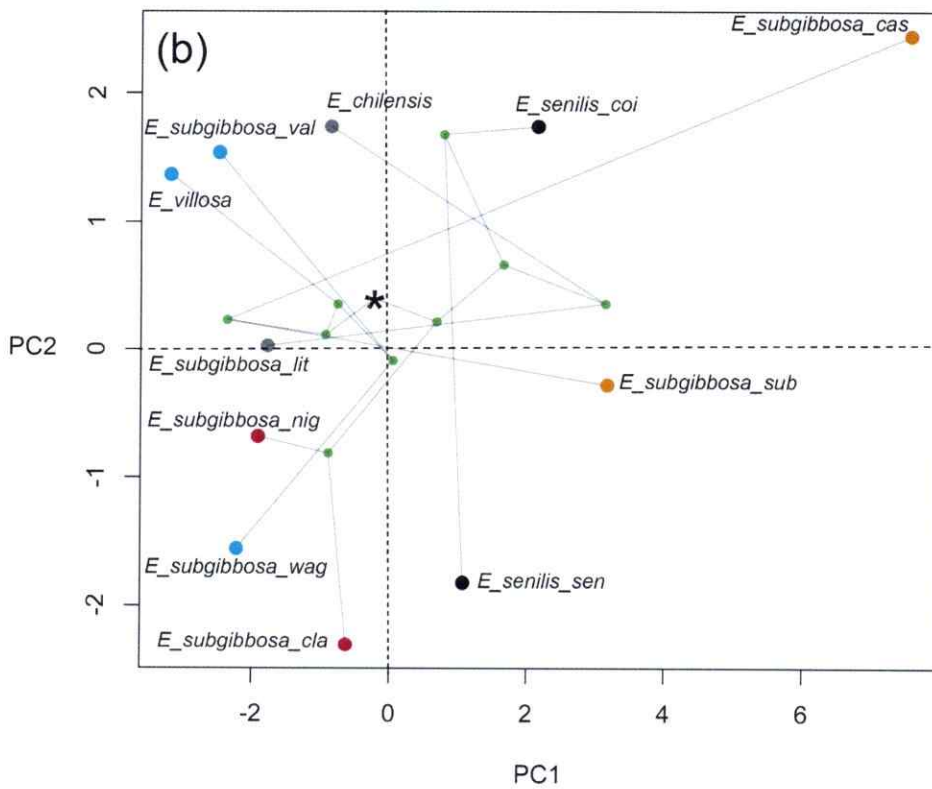 (b)
E_subgibbosa_cas
E_chilensis
E_senilis_coi
E_subgibbosa_val
E_villosa
*
E_subgibbosa_lit
E_subgibbosa_sub
E_subgibbosa_nig
E_subgibbosa_wag
E_senilis_sen
E_subgibbosa_cla
PC2
2
1
0
-1
-2
-2 0 2 4 6
PC1